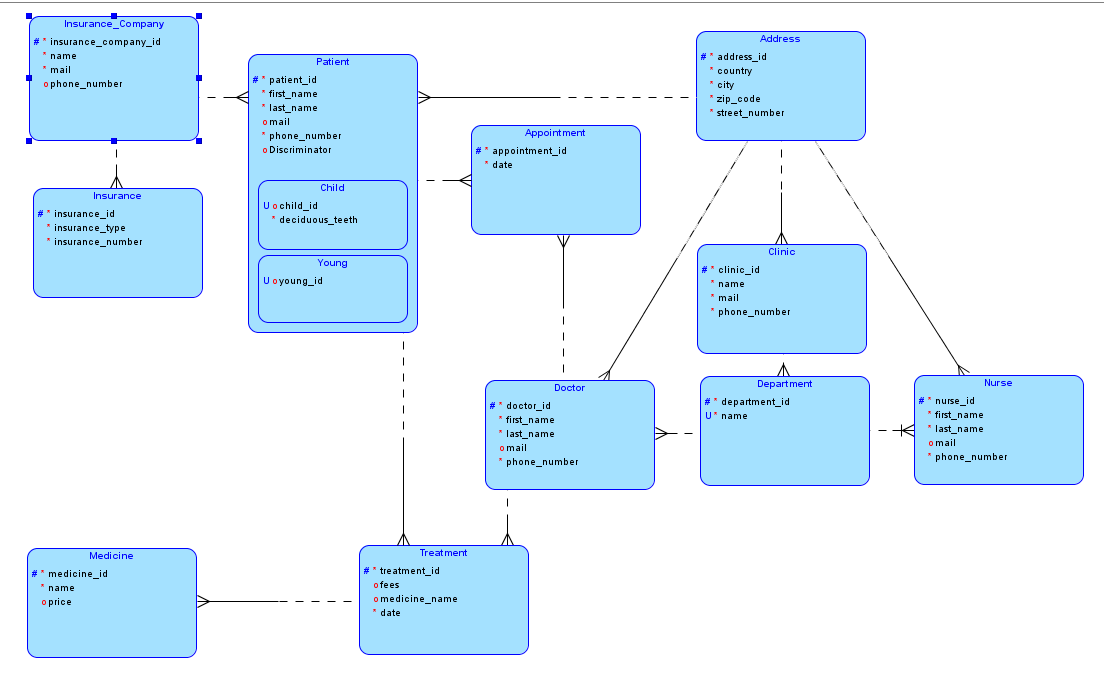 Insurance_Company
# * insurance_company_id
* name
* mail
o phone_number
Patient
# * patient_id
* first_name
* last_name
o mail
* phone_number
o Discriminator
Child
U o child_id
* deciduous_teeth
Young
U o young_id
Address
# * address_id
* country
* city
* zip_code
* street_number
Appointment
# * appointment_id
* date
Insurance
# * insurance_id
* insurance_type
* insurance_number
Clinic
# * clinic_id
* name
* mail
* phone_number
Doctor
# * doctor_id
* first_name
* last_name
o mail
* phone_number
Department
# * department_id
U * name
Nurse
# * nurse_id
* first_name
* last_name
o mail
* phone_number
Medicine
# * medicine_id
* name
o price
Treatment
# * treatment_id
o fees
o medicine_name
* date